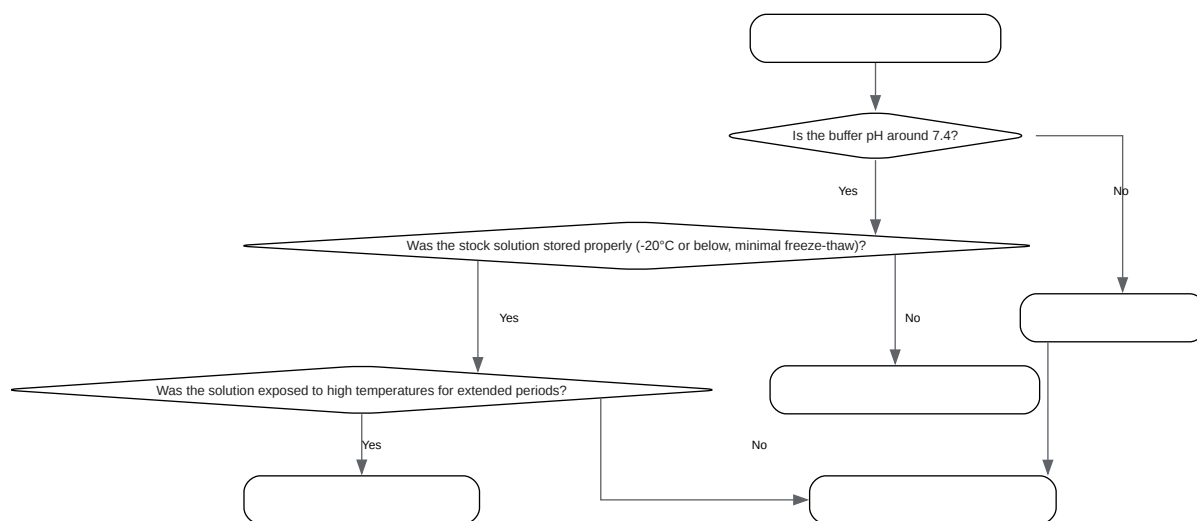 Is the buffer pH around 7.4?
Yes
No
Was the stock solution stored properly (-20°C or below, minimal freeze-thaw)?
Yes
No
Was the solution exposed to high temperatures for extended periods?
Yes
No